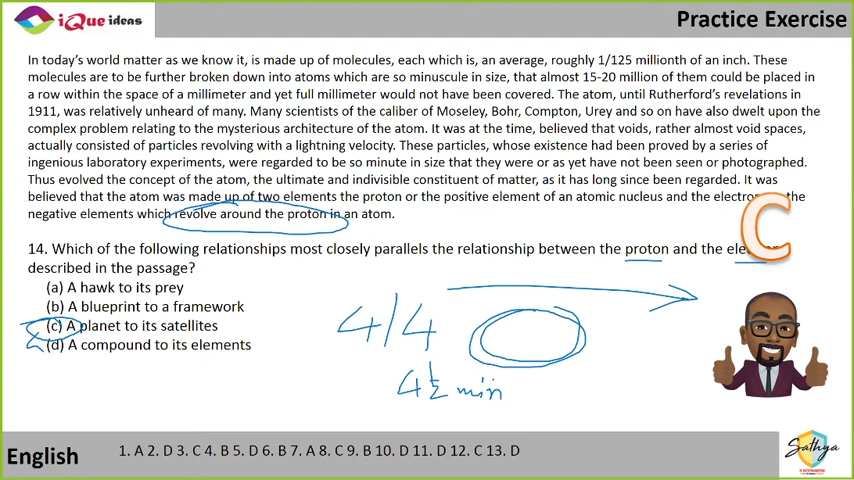 iQue ideas
Practice Exercise
In today's world matter as we know it, is made up of molecules, each which is, an average, roughly 1/125 millionth of an inch. These
molecules are to be further broken down into atoms which are so minuscule in size, that almost 15-20 million of them could be placed in
a row within the space of a millimeter and yet full millimeter would not have been covered. The atom, until Rutherford's revelations in
1911, was relatively unheard of many. Many scientists of the caliber of Moseley, Bohr, Compton, Urey and so on have also dwelt upon the
complex problem relating to the mysterious architecture of the atom. It was at the time, believed that voids, rather almost void spaces,
actually consisted of particles revolving with a lightning velocity. These particles, whose existence had been proved by a series of
ingenious laboratory experiments, were regarded to be so minute in size that they were or as yet have not been seen or photographed.
Thus evolved the concept of the atom, the ultimate and indivisible constituent of matter, as it has long since been regarded. It was
believed that the atom was made up of two elements the proton or the positive element of an atomic nucleus and the electron the
negative elements which revolve around the proton in an atom.
C
14. Which of the following relationships most closely parallels the relationship between the proton and the
described in the passage?
(a) A hawk to its prey
(b) A blueprint to a framework
(c) A planet to its satellites
(d) A compound to its elements
4/4
4 1/2 min
English
1. A 2. D 3. C 4. B 5. D 6. B 7. A 8. C 9. B 10. D 11. D 12. C 13. D
Sathya